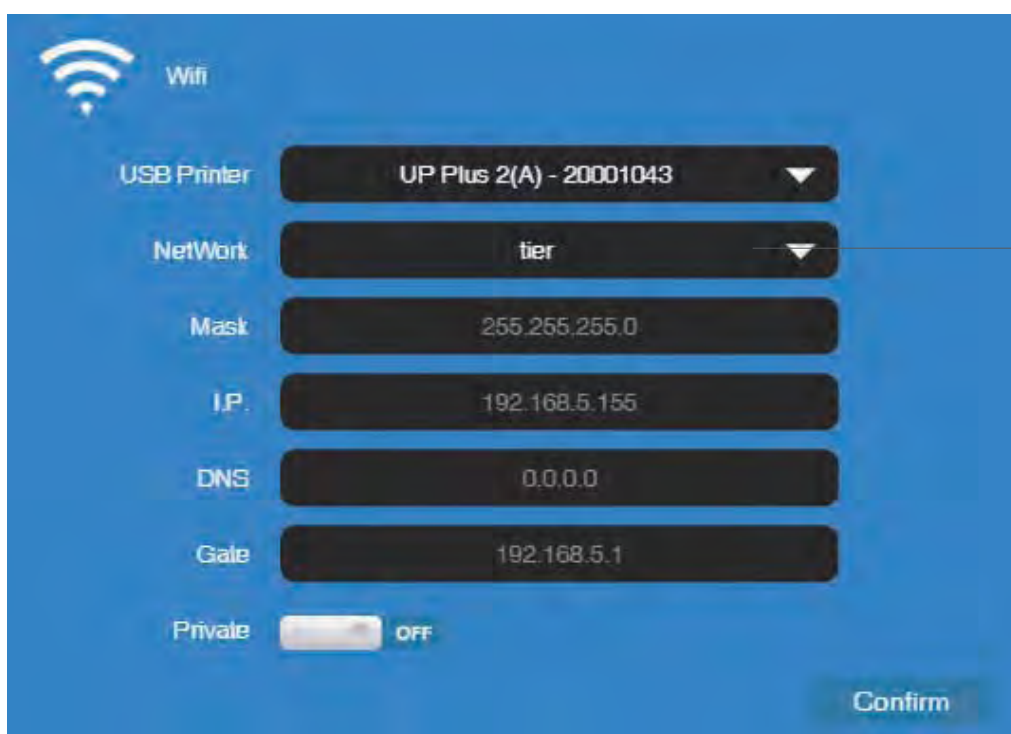 Wifi
USB Printer UP Plus 2(A) - 20001043
NetWork tier
Mask 255.255.255.0
I.P. 192.168.5.155
DNS 0.0.0.0
Gate 192.168.5.1
Private OFF
Confirm